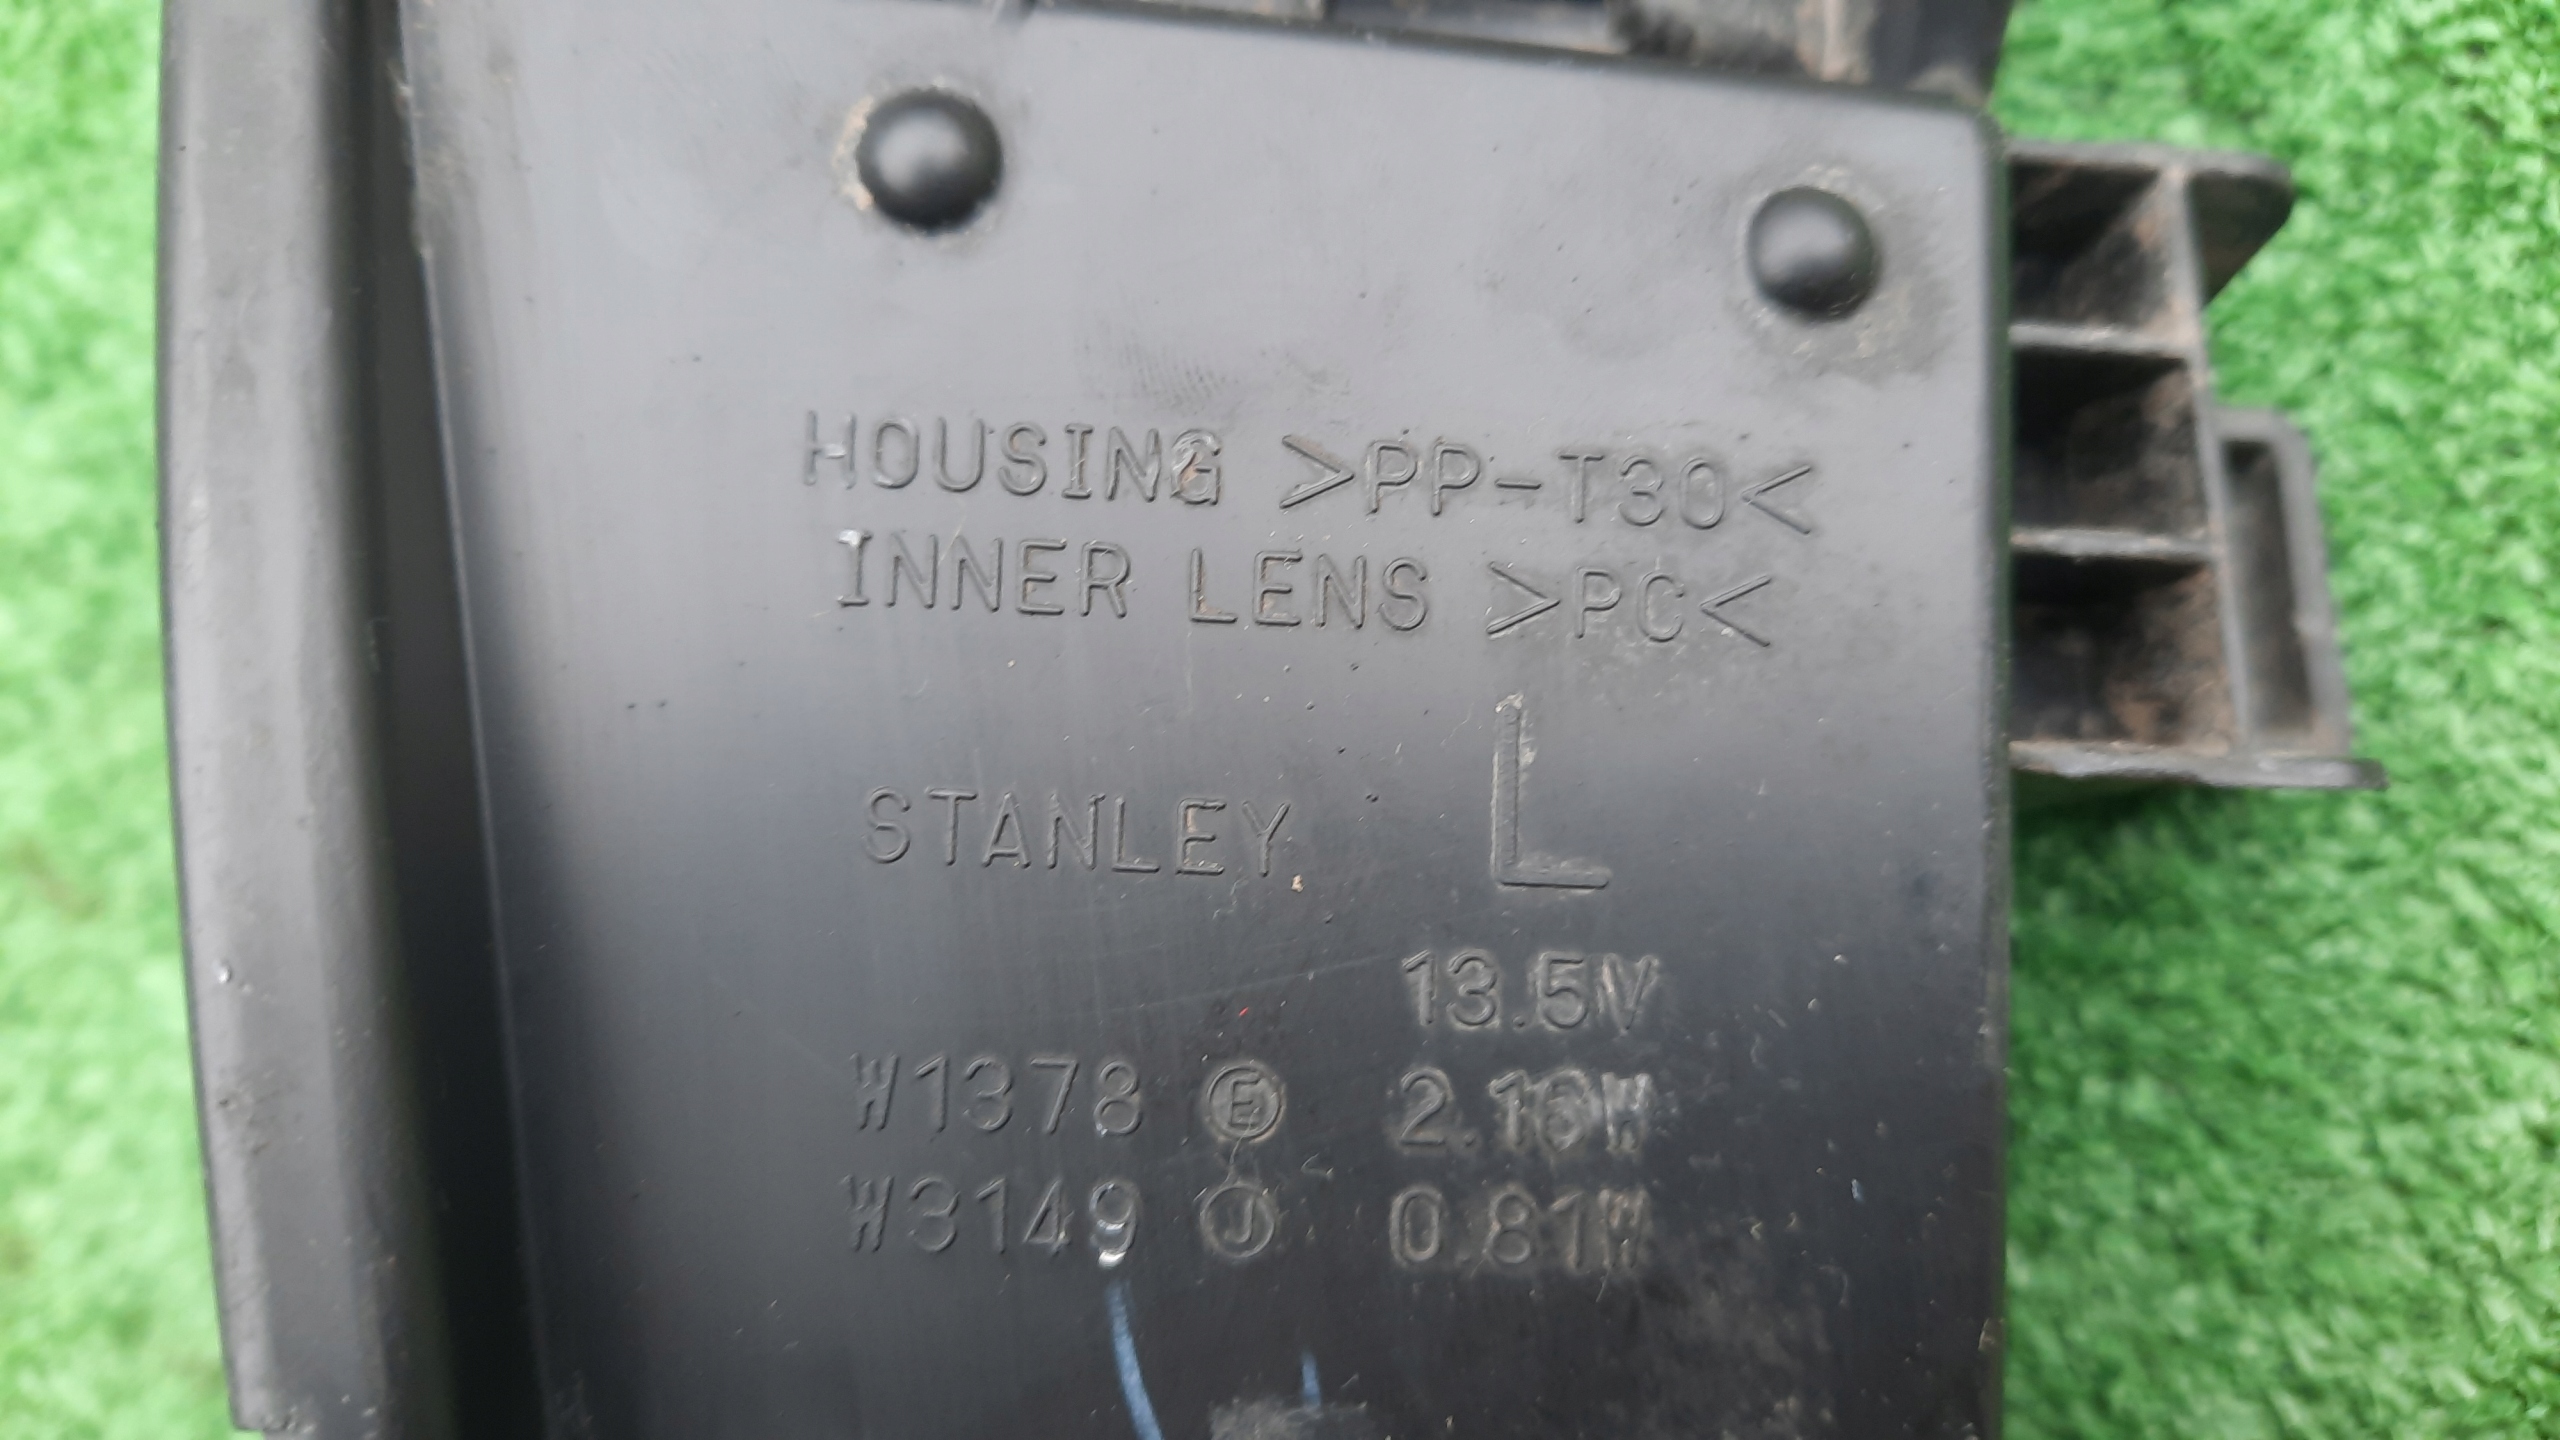 HOUSING >PP-T30<
INNER LENS >PC<
STANLEY L
13.5V
W1378 Ⓔ 2.16W
W3149 Ⓙ 0.81W